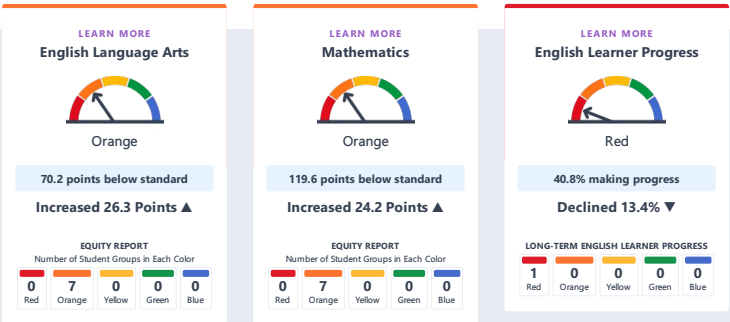 LEARN MORE
English Language Arts
Orange
70.2 points below standard
Increased 26.3 Points ▲
EQUITY REPORT
Number of Student Groups in Each Color
0 7 0 0 0
Red Orange Yellow Green Blue
LEARN MORE
Mathematics
Orange
119.6 points below standard
Increased 24.2 Points ▲
EQUITY REPORT
Number of Student Groups in Each Color
0 7 0 0 0
Red Orange Yellow Green Blue
LEARN MORE
English Learner Progress
Red
40.8% making progress
Declined 13.4% ▼
LONG-TERM ENGLISH LEARNER PROGRESS
1 0 0 0 0
Red Orange Yellow Green Blue